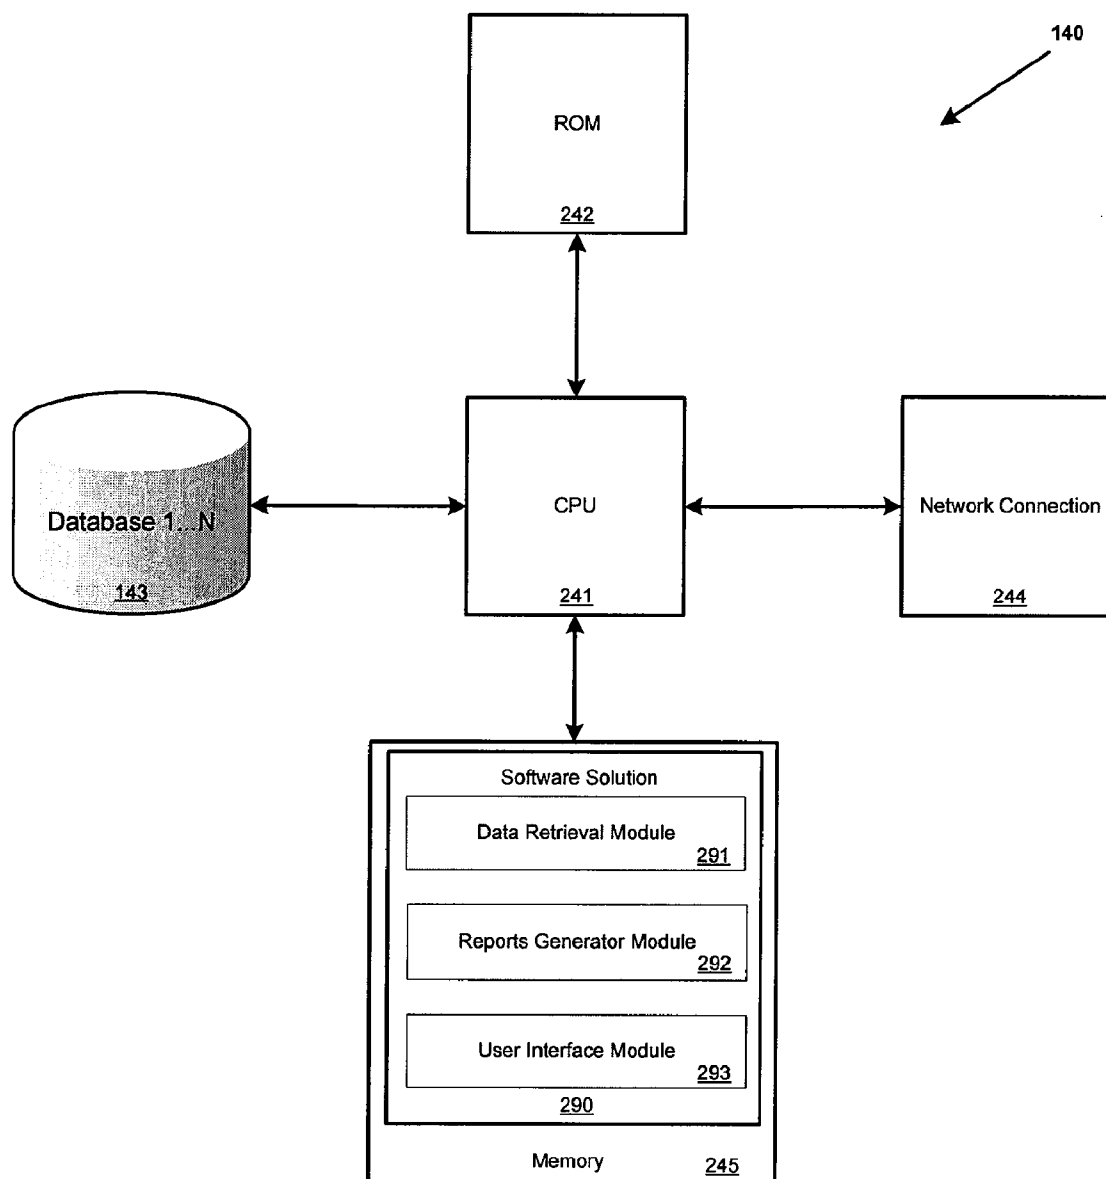 140
ROM
242
Database 1...N
143
CPU
241
Network Connection
244
Software Solution
Data Retrieval Module
291
Reports Generator Module
292
User Interface Module
293
290
Memory
245